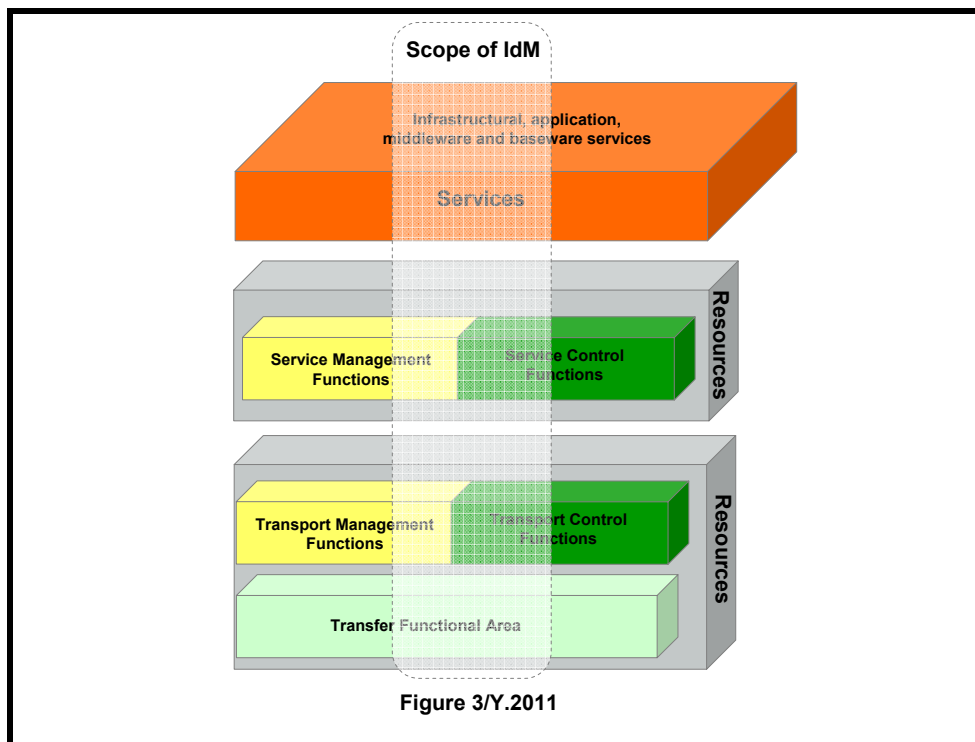 Scope of IdM
Infrastructural, application,
middleware and baseware services
Services
Resources
Service Management
Functions
Service Control
Functions
Resources
Transport Management
Functions
Transport Control
Functions
Transfer Functional Area
Figure 3/Y.2011